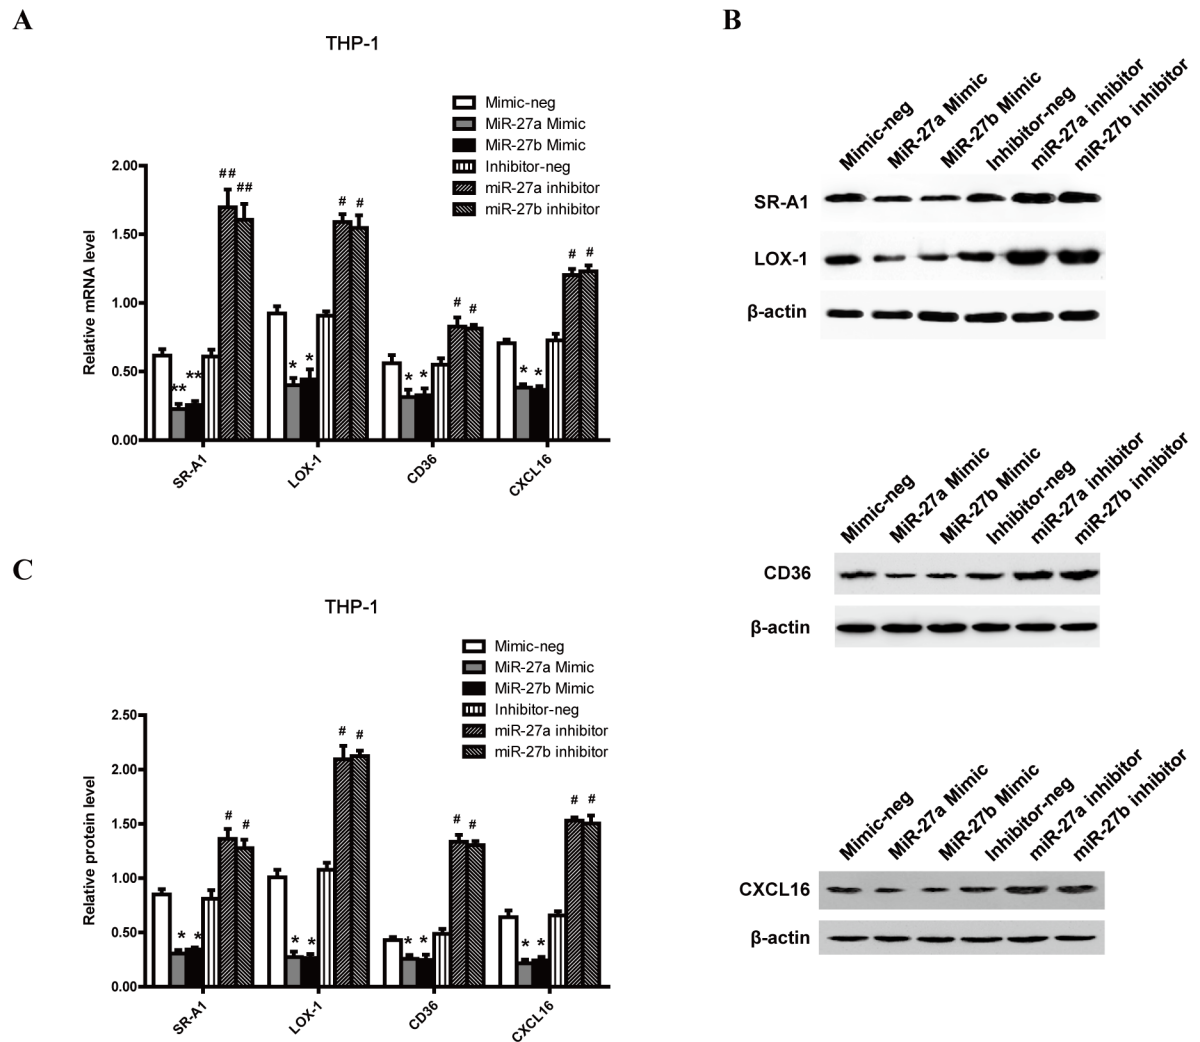 A
THP-1
Mimic-neg
MiR-27a Mimic
MiR-27b Mimic
Inhibitor-neg
miR-27a inhibitor
miR-27b inhibitor
Relative mRNA level
2.00
1.50
1.00
0.50
0.00
** ** ## ##
* * # #
* * # #
* * # #
SR-A1
LOX-1
CD36
CXCL16
B
Mimic-neg
MiR-27a Mimic
MiR-27b Mimic
Inhibitor-neg
miR-27a inhibitor
miR-27b inhibitor
SR-A1
LOX-1
β-actin
Mimic-neg
MiR-27a Mimic
MiR-27b Mimic
Inhibitor-neg
miR-27a inhibitor
miR-27b inhibitor
CD36
β-actin
Mimic-neg
MiR-27a Mimic
MiR-27b Mimic
Inhibitor-neg
miR-27a inhibitor
miR-27b inhibitor
CXCL16
β-actin
C
THP-1
Mimic-neg
MiR-27a Mimic
MiR-27b Mimic
Inhibitor-neg
miR-27a inhibitor
miR-27b inhibitor
Relative protein level
2.50
2.00
1.50
1.00
0.50
0.00
* * # #
* * # #
* * # #
* * # #
SR-A1
LOX-1
CD36
CXCL16